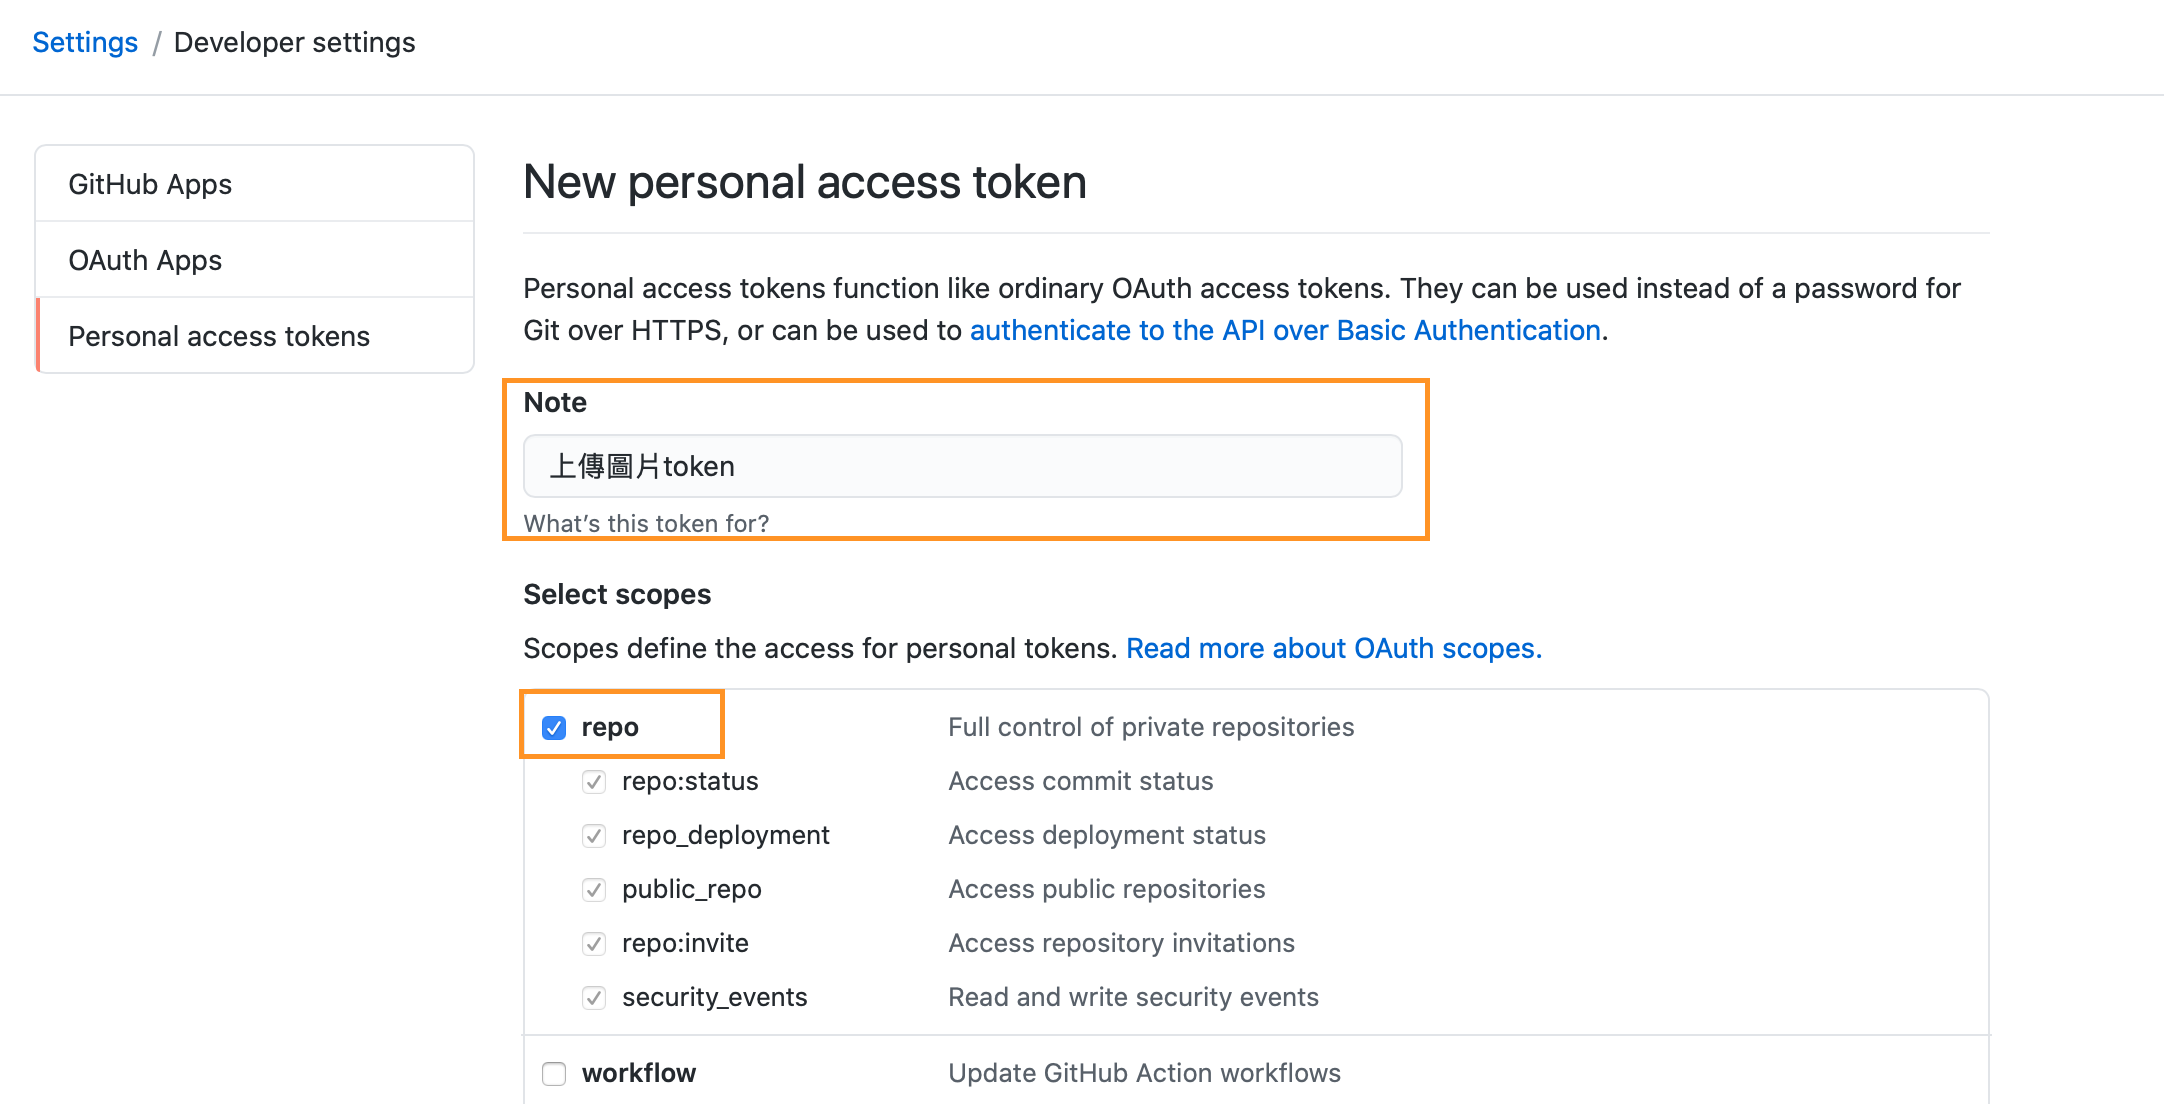 Settings / Developer settings
GitHub Apps
OAuth Apps
Personal access tokens
New personal access token
Personal access tokens function like ordinary OAuth access tokens. They can be used instead of a password for
Git over HTTPS, or can be used to authenticate to the API over Basic Authentication.
Note
上傳圖片token
What's this token for?
Select scopes
Scopes define the access for personal tokens. Read more about OAuth scopes.
repo Full control of private repositories
repo:status Access commit status
repo_deployment Access deployment status
public_repo Access public repositories
repo:invite Access repository invitations
security_events Read and write security events
workflow Update GitHub Action workflows